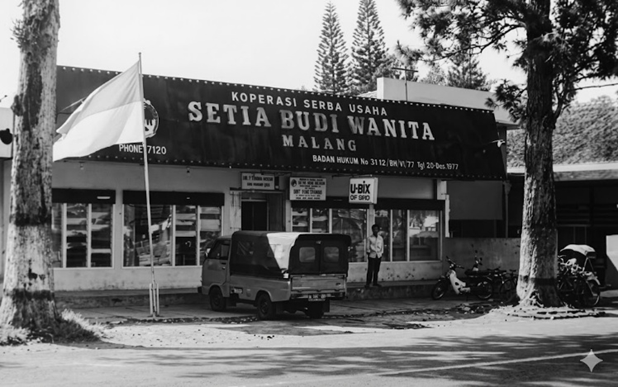 KOPERASI SERBA USAHA
SETIA BUDI WANITA
MALANG
PHONE 7120
BADAN HUKUM No 3112/BH/VI/77 Tgl 20-Des.1977
U-BIX
OF GRO